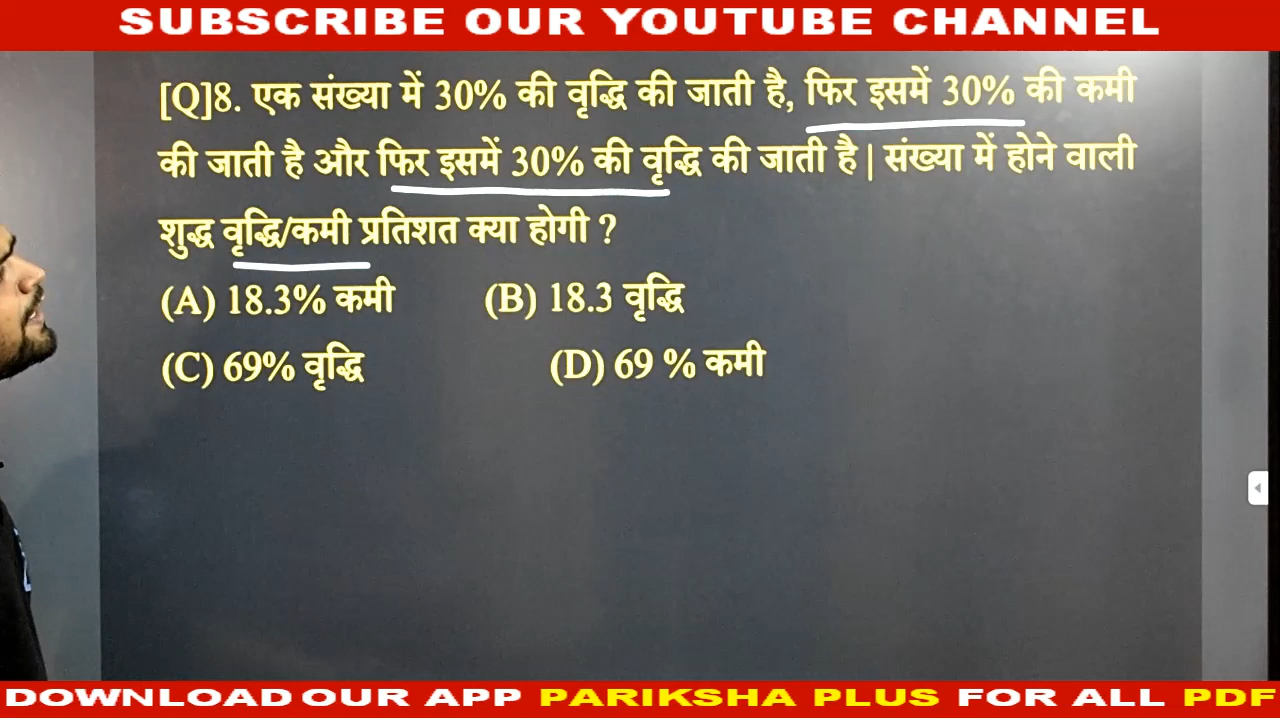 SUBSCRIBE OUR YOUTUBE CHANNEL
[Q]8. एक संख्या में 30% की वृद्धि की जाती है, फिर इसमें 30% की कमी
की जाती है और फिर इसमें 30% की वृद्धि की जाती है | संख्या में होने वाली
शुद्ध वृद्धि/कमी प्रतिशत क्या होगी ?
(A) 18.3% कमी (B) 18.3 वृद्धि
(C) 69% वृद्धि (D) 69 % कमी
DOWNLOAD OUR APP PARIKSHA PLUS FOR ALL PDF